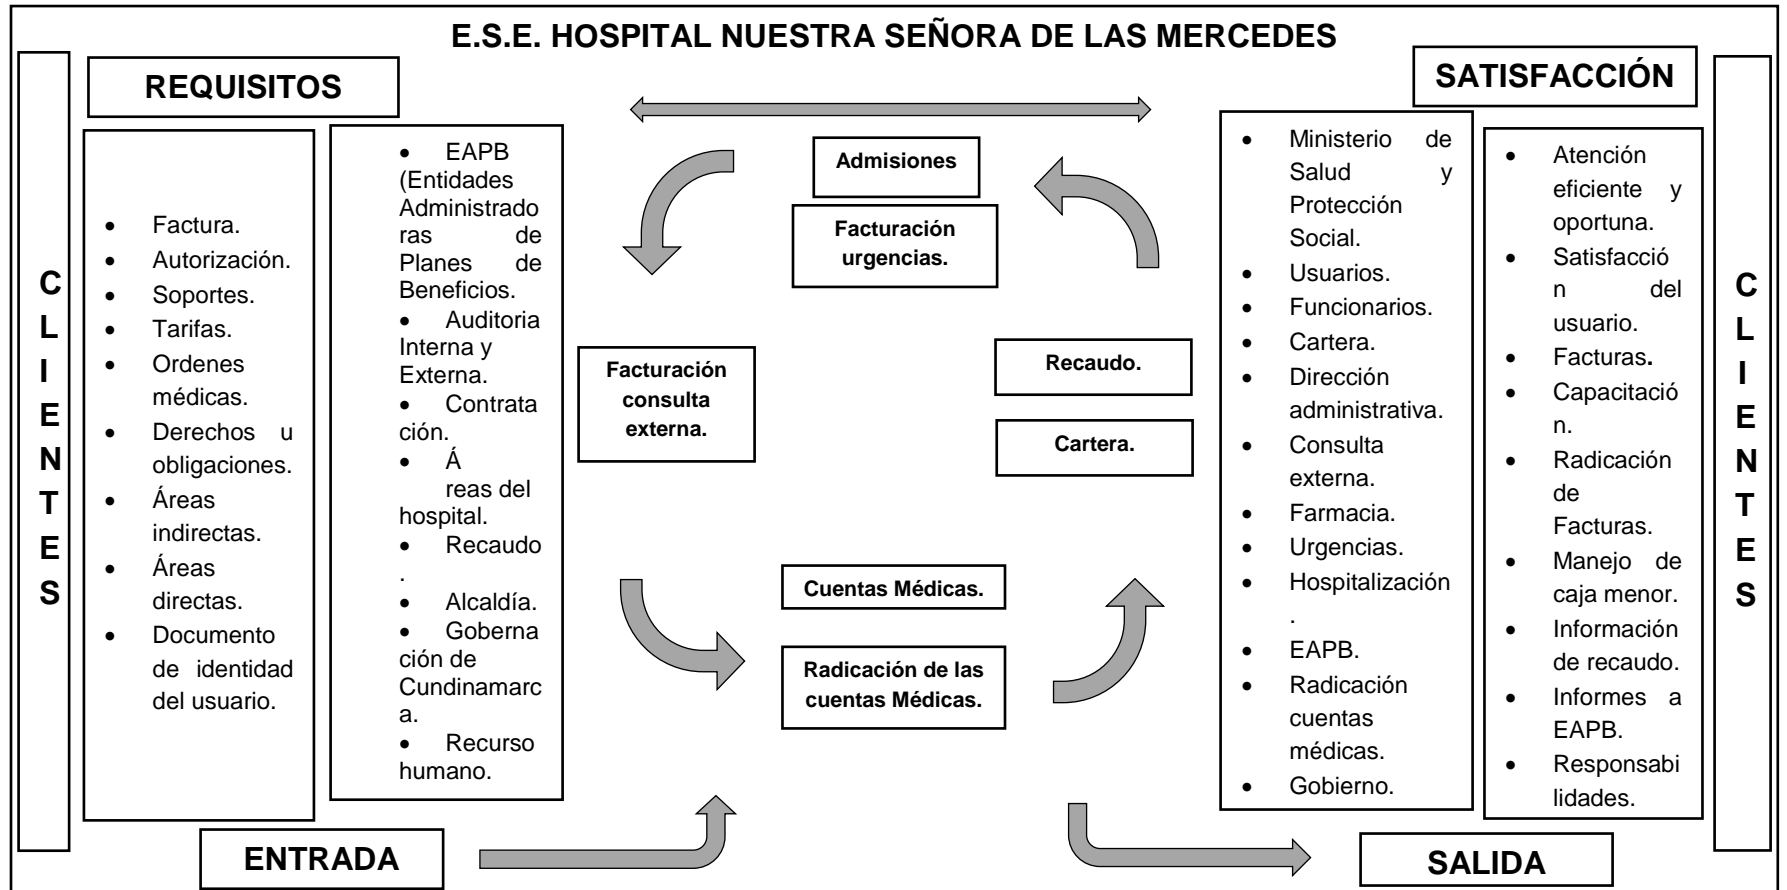 E.S.E. HOSPITAL NUESTRA SEÑORA DE LAS MERCEDES
C
L
I
E
N
T
E
S
REQUISITOS
• Factura.
• Autorización.
• Soportes.
• Tarifas.
• Ordenes
médicas.
• Derechos u
obligaciones.
• Áreas
indirectas.
• Áreas
directas.
• Documento
de identidad
del usuario.
• EAPB
(Entidades
Administrado
ras de
Planes de
Beneficios.
• Auditoria
Interna y
Externa.
• Contrata
ción.
• Á
reas del
hospital.
• Recaudo
.
• Alcaldía.
• Goberna
ción de
Cundinamarc
a.
• Recurso
humano.
ENTRADA
Admisiones
Facturación
urgencias.
Facturación
consulta
externa.
Cuentas Médicas.
Radicación de las
cuentas Médicas.
Recaudo.
Cartera.
SATISFACCIÓN
• Ministerio de
Salud y
Protección
Social.
• Usuarios.
• Funcionarios.
• Cartera.
• Dirección
administrativa.
• Consulta
externa.
• Farmacia.
• Urgencias.
• Hospitalización
.
• EAPB.
• Radicación
cuentas
médicas.
• Gobierno.
• Atención
eficiente y
oportuna.
• Satisfacció
n del
usuario.
• Facturas.
• Capacitació
n.
• Radicación
de
Facturas.
• Manejo de
caja menor.
• Información
de recaudo.
• Informes a
EAPB.
• Responsabi
lidades.
SALIDA
C
L
I
E
N
T
E
S